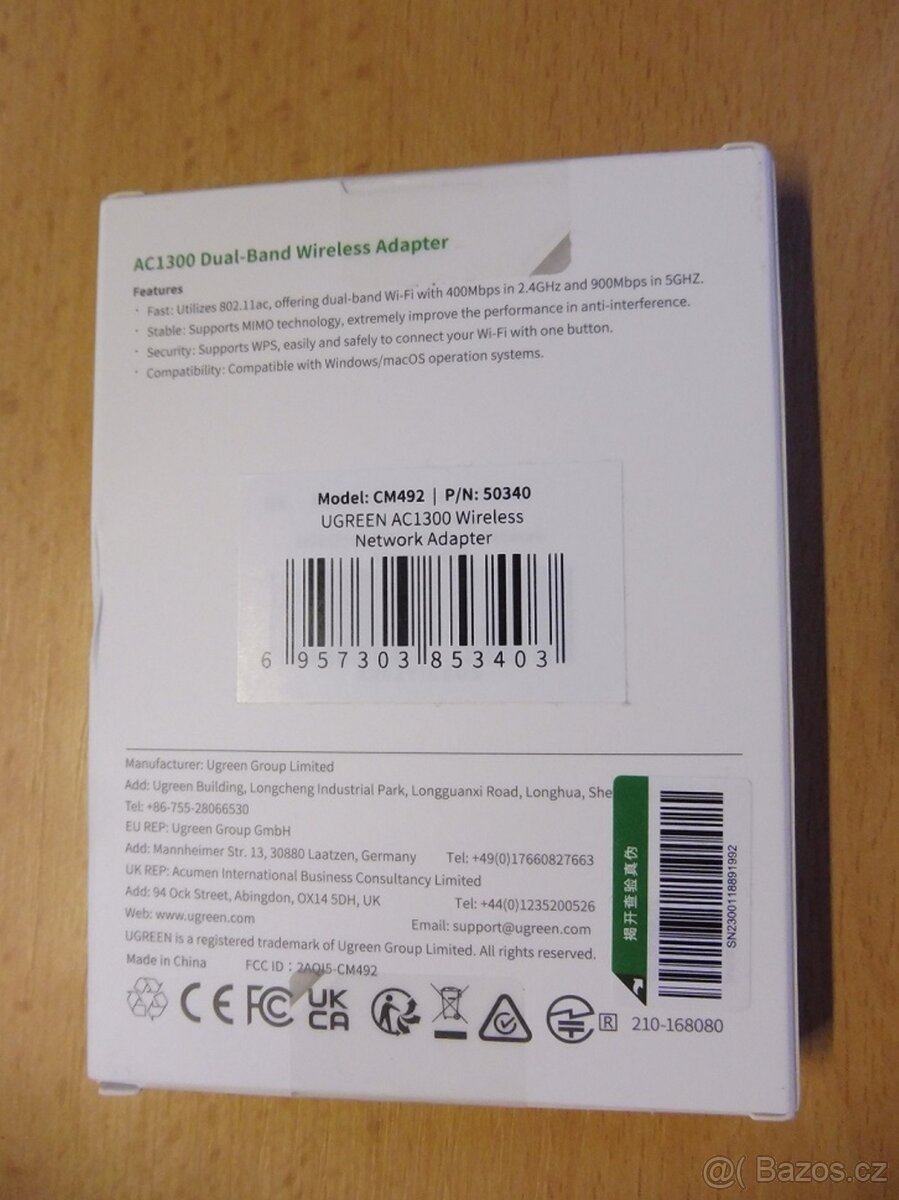 AC1300 Dual-Band Wireless Adapter
Features
· Fast: Utilizes 802.11ac, offering dual-band Wi-Fi with 400Mbps in 2.4GHz and 900Mbps in 5GHZ.
· Stable: Supports MIMO technology, extremely improve the performance in anti-interference.
· Security: Supports WPS, easily and safely to connect your Wi-Fi with one button.
· Compatibility: Compatible with Windows/macOS operation systems.
Model: CM492 | P/N: 50340
UGREEN AC1300 Wireless
Network Adapter
6 957303 853403
Manufacturer: Ugreen Group Limited
Add: Ugreen Building, Longcheng Industrial Park, Longguanxi Road, Longhua, She
Tel: +86-755-28066530
EU REP: Ugreen Group GmbH
Add: Mannheimer Str. 13, 30880 Laatzen, Germany Tel: +49(0)17660827663
UK REP: Acumen International Business Consultancy Limited
Add: 94 Ock Street, Abingdon, OX14 5DH, UK Tel: +44(0)1235200526
Web: www.ugreen.com Email: support@ugreen.com
UGREEN is a registered trademark of Ugreen Group Limited. All rights reserved.
Made in China FCC ID : 2AQI5-CM492
CE FC UK CA R 210-168080
揭开查验真伪
SN2300118891992
@( Bazos.cz